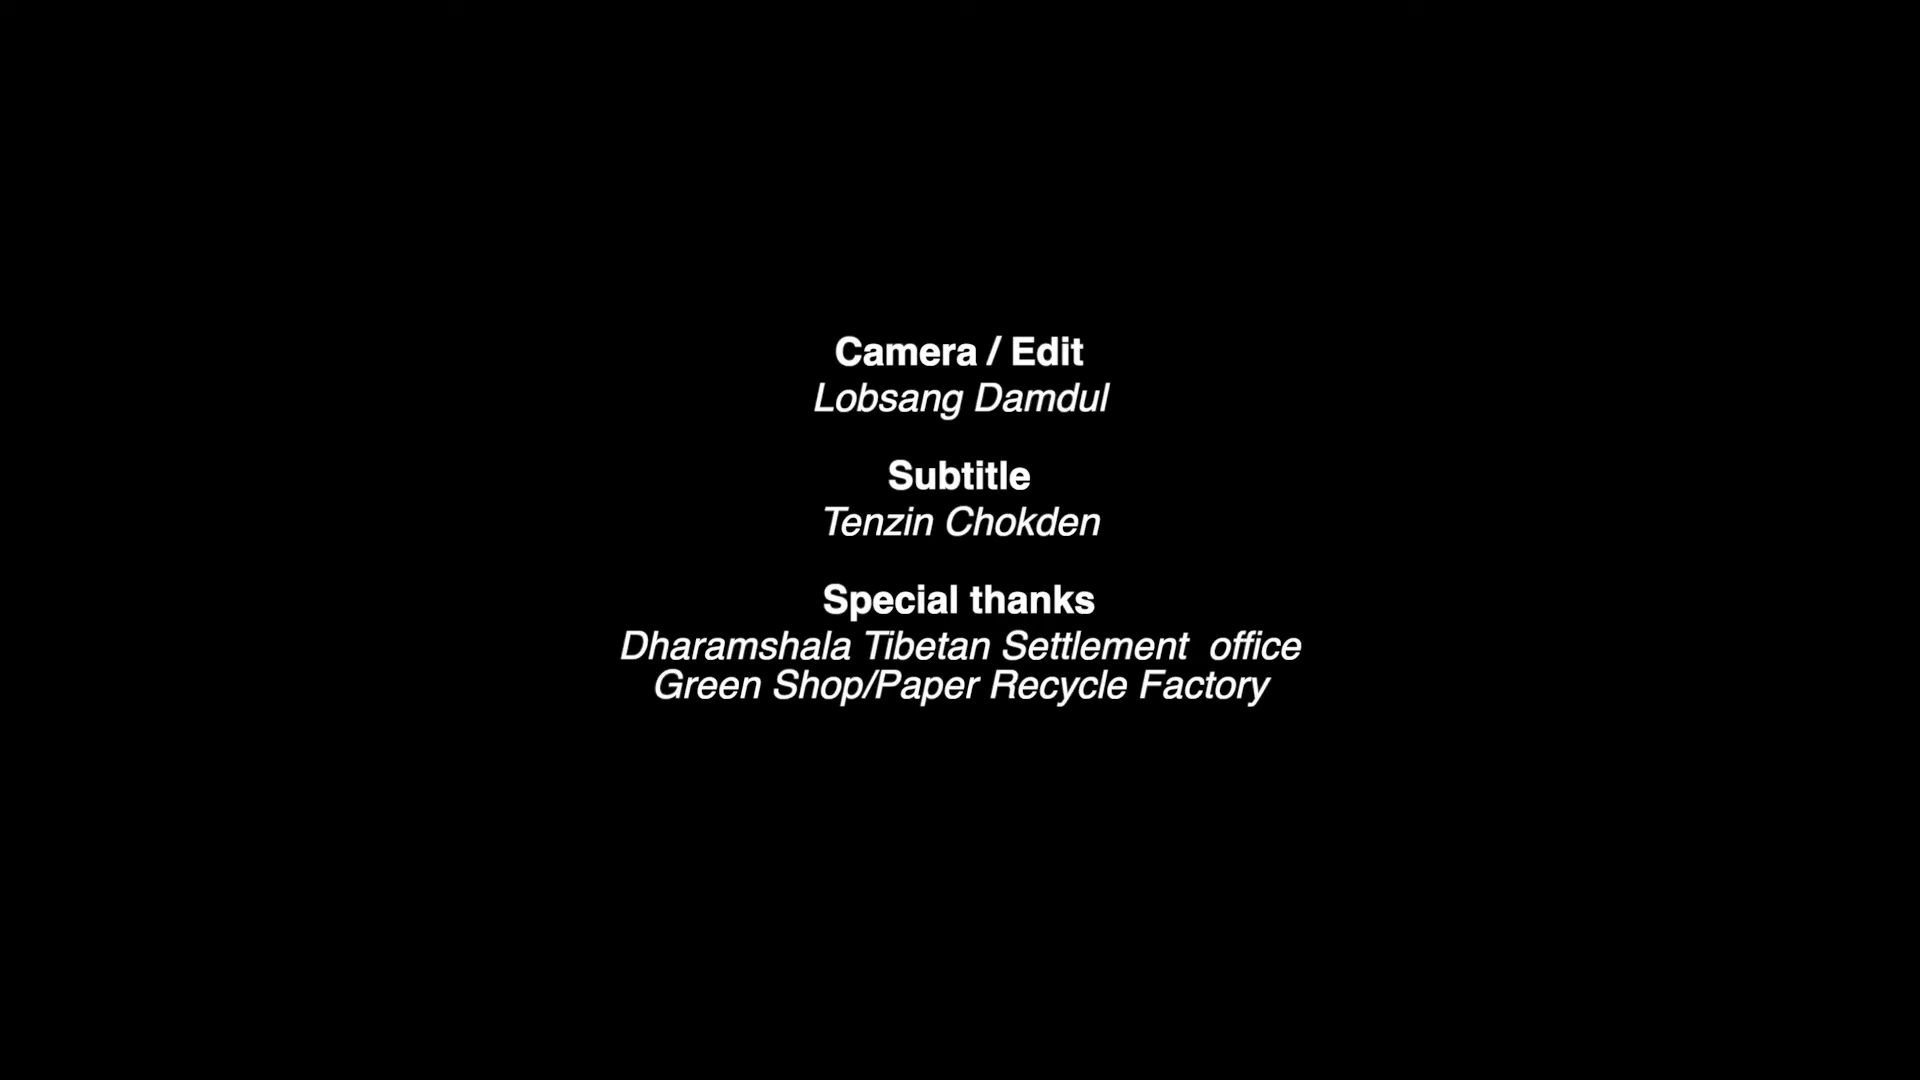 Camera / Edit
Lobsang Damdul
Subtitle
Tenzin Chokden
Special thanks
Dharamshala Tibetan Settlement  office
Green Shop/Paper Recycle Factory